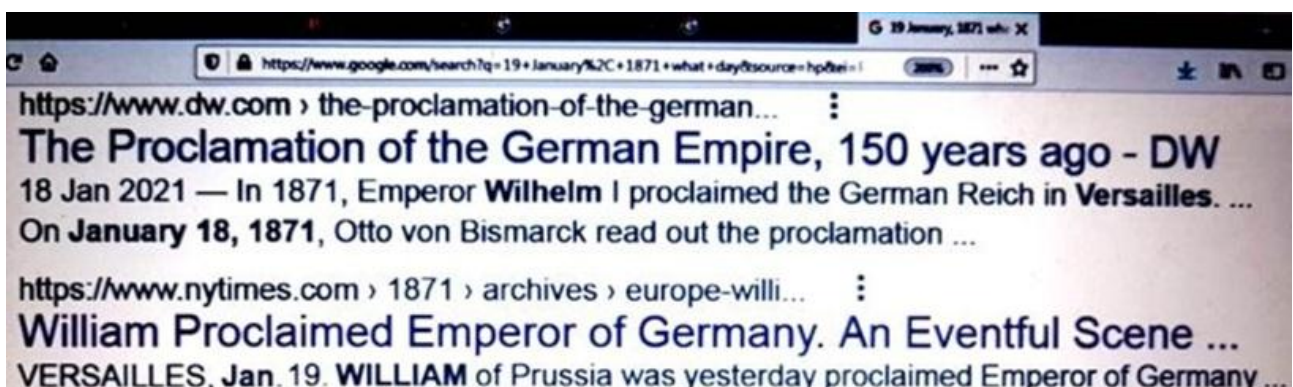 G 19 January, 1871 wha X
https://www.google.com/search?q=19+January%2C+1871+what+day&source=hp&ei=
200%
https://www.dw.com › the-proclamation-of-the-german...
The Proclamation of the German Empire, 150 years ago - DW
18 Jan 2021 — In 1871, Emperor Wilhelm I proclaimed the German Reich in Versailles. ...
On January 18, 1871, Otto von Bismarck read out the proclamation ...
https://www.nytimes.com › 1871 › archives › europe-willi...
William Proclaimed Emperor of Germany. An Eventful Scene ...
VERSAILLES, Jan. 19. WILLIAM of Prussia was yesterday proclaimed Emperor of Germany ...